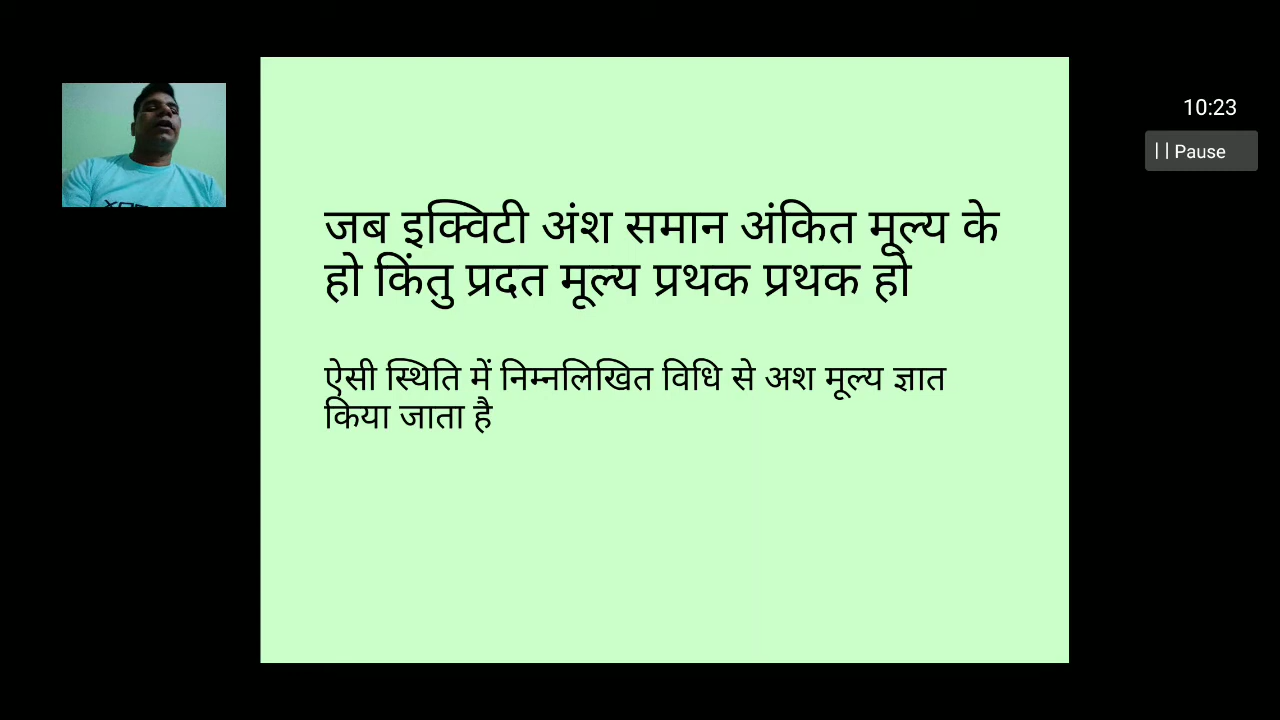 10:23
|| Pause
जब इक्विटी अंश समान अंकित मूल्य के
हो किंतु प्रदत मूल्य प्रथक प्रथक हो
ऐसी स्थिति में निम्नलिखित विधि से अश मूल्य ज्ञात
किया जाता है